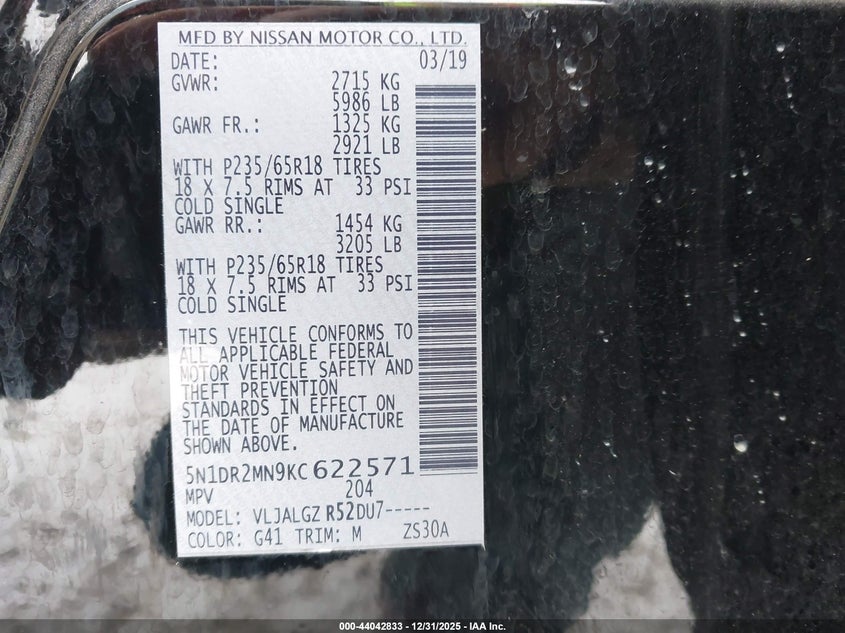 MFD BY NISSAN MOTOR CO., LTD.
DATE: 03/19
GVWR: 2715 KG
5986 LB
GAWR FR.: 1325 KG
2921 LB
WITH P235/65R18 TIRES
18 X 7.5 RIMS AT 33 PSI
COLD SINGLE
GAWR RR.: 1454 KG
3205 LB
WITH P235/65R18 TIRES
18 X 7.5 RIMS AT 33 PSI
COLD SINGLE
THIS VEHICLE CONFORMS TO
ALL APPLICABLE FEDERAL
MOTOR VEHICLE SAFETY AND
THEFT PREVENTION
STANDARDS IN EFFECT ON
THE DATE OF MANUFACTURE
SHOWN ABOVE.
5N1DR2MN9KC622571
MPV 204
MODEL: VLJALGZ R52DU7-----
COLOR: G41 TRIM: M ZS30A
000-44042833 - 12/31/2025 - IAA Inc.